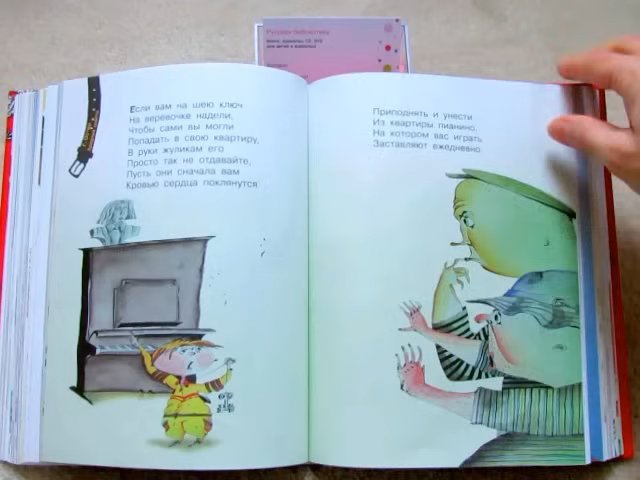 Русская библиотека
Если вам на шею ключ
На верёвочке надели,
Чтобы сами вы могли
Попадать в свою квартиру,
В руки жуликам его
Просто так не отдавайте,
Пусть они сначала вам
Кровью сердца поклянутся
Приподнять и унести
Из квартиры пианино,
На котором вас играть
Заставляют ежедневно.